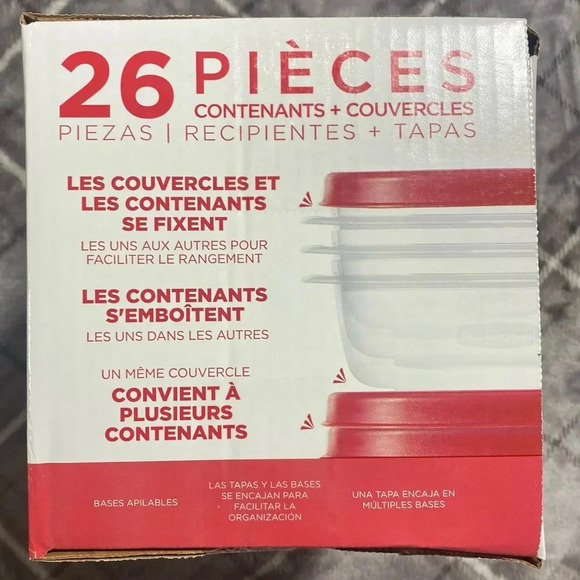 26 PIÈCES
CONTENANTS + COUVERCLES
PIEZAS | RECIPIENTES + TAPAS
LES COUVERCLES ET
LES CONTENANTS
SE FIXENT
LES UNS AUX AUTRES POUR
FACILITER LE RANGEMENT
LES CONTENANTS
S'EMBOÎTENT
LES UNS DANS LES AUTRES
UN MÊME COUVERCLE
CONVIENT À
PLUSIEURS
CONTENANTS
BASES APILABLES
LAS TAPAS Y LAS BASES
SE ENCAJAN PARA
FACILITAR LA
ORGANIZACIÓN
UNA TAPA ENCAJA EN
MÚLTIPLES BASES